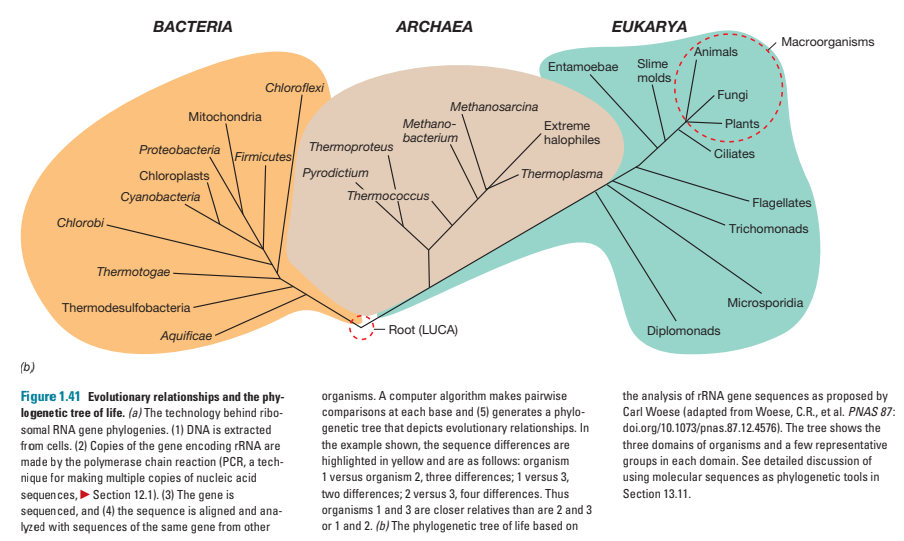 BACTERIA
ARCHAEA
EUKARYA
Macroorganisms
Animals
Entamoebae
Slime
molds
Chloroflexi
Fungi
Methanosarcina
Mitochondria
Methano-
bacterium
Extreme
halophiles
Plants
Proteobacteria
Firmicutes
Thermoproteus
Ciliates
Chloroplasts
Pyrodictium
Thermoplasma
Cyanobacteria
Thermococcus
Flagellates
Chlorobi
Trichomonads
Thermotogae
Thermodesulfobacteria
Microsporidia
Aquificae
Root (LUCA)
Diplomonads
(b)
Figure 1.41 Evolutionary relationships and the phy-
logenetic tree of life. (a) The technology behind ribo-
somal RNA gene phylogenies. (1) DNA is extracted
from cells. (2) Copies of the gene encoding rRNA are
made by the polymerase chain reaction (PCR, a tech-
nique for making multiple copies of nucleic acid
sequences, ▶ Section 12.1). (3) The gene is
sequenced, and (4) the sequence is aligned and ana-
lyzed with sequences of the same gene from other
organisms. A computer algorithm makes pairwise
comparisons at each base and (5) generates a phylo-
genetic tree that depicts evolutionary relationships. In
the example shown, the sequence differences are
highlighted in yellow and are as follows: organism
1 versus organism 2, three differences; 1 versus 3,
two differences; 2 versus 3, four differences. Thus
organisms 1 and 3 are closer relatives than are 2 and 3
or 1 and 2. (b) The phylogenetic tree of life based on
the analysis of rRNA gene sequences as proposed by
Carl Woese (adapted from Woese, C.R., et al. PNAS 87:
doi.org/10.1073/pnas.87.12.4576). The tree shows the
three domains of organisms and a few representative
groups in each domain. See detailed discussion of
using molecular sequences as phylogenetic tools in
Section 13.11.